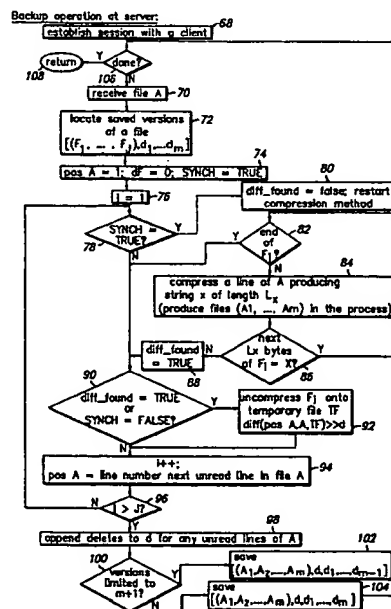 Backup operation at server:
establish session with a client
68
return
Y
done?
108
106
N
receive file A
70
locate saved versions
of a file
[(F1, ... , Fj),d1,...dm]
72
74
pos A = 1; dF = 0; SYNCH = TRUE
80
i = 1
76
diff_found = false; restart
compression method
SYNCH =
TRUE?
Y
78
N
end
of
Fi?
82
Y
N
84
compress a line of A producing
string x of length Lx
(produce files (A1, ..., Am) in the process)
diff_found
= TRUE
N
88
next
Lx bytes
of Fi = X?
86
90
diff_found = TRUE
or
SYNCH = FALSE?
Y
uncompress Fi onto
temporary file TF
diff(pos A,A,TF)>>d
92
N
i++;
pos A = line number next unread line in file A
94
N
i > J?
96
Y
98
append deletes to d for any unread lines of A
102
100
versions
limited to
m+1?
Y
save
[(A1,A2,...,Am),d,d1,...dm-1]
104
N
save
[(A1,A2,...,Am),d,d1,...dm]